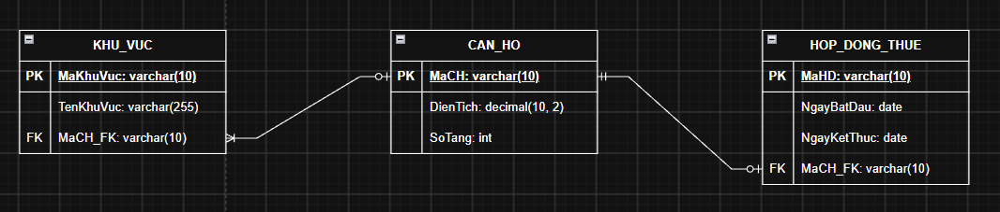 KHU_VUC
PK MaKhuVuc: varchar(10)
TenKhuVuc: varchar(255)
FK MaCH_FK: varchar(10)
CAN_HO
PK MaCH: varchar(10)
DienTich: decimal(10, 2)
SoTang: int
HOP_DONG_THUE
PK MaHD: varchar(10)
NgayBatDau: date
NgayKetThuc: date
FK MaCH_FK: varchar(10)